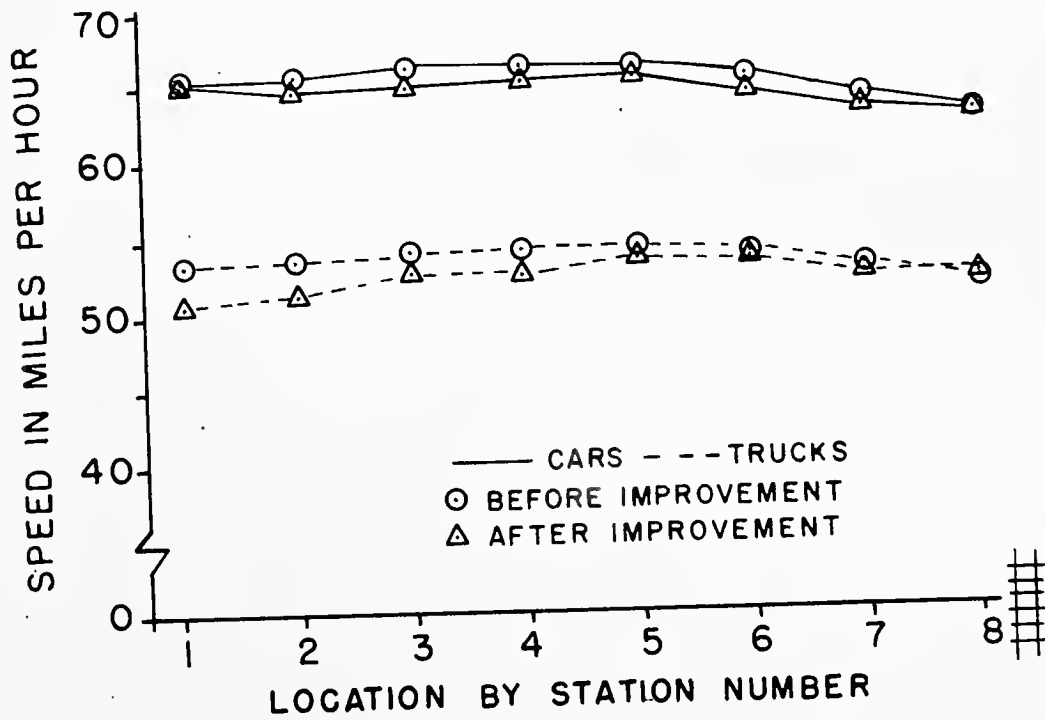 SPEED IN MILES PER HOUR
70
60
50
40
0
CARS TRUCKS
BEFORE IMPROVEMENT
AFTER IMPROVEMENT
1 2 3 4 5 6 7 8
LOCATION BY STATION NUMBER